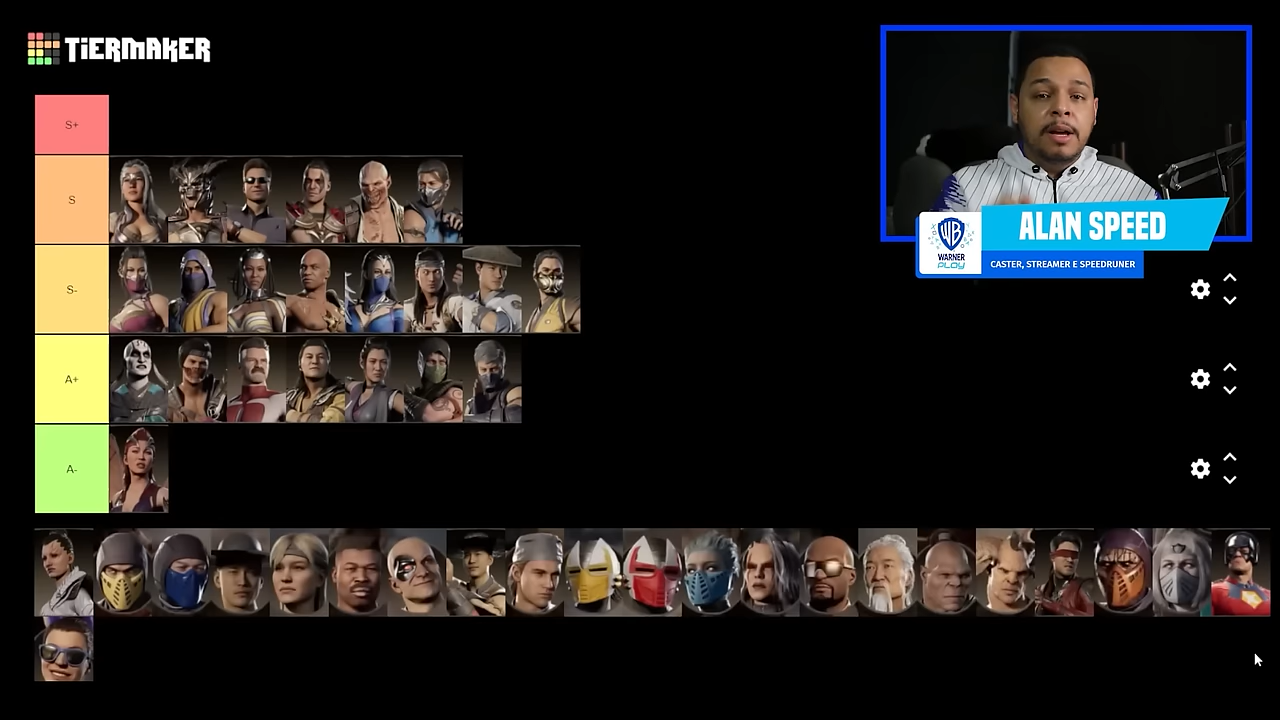 TiERMAKER
S+
S
S-
A+
A-
WB
WARNER
PLAY
ALAN SPEED
CASTER, STREAMER E SPEEDRUNER